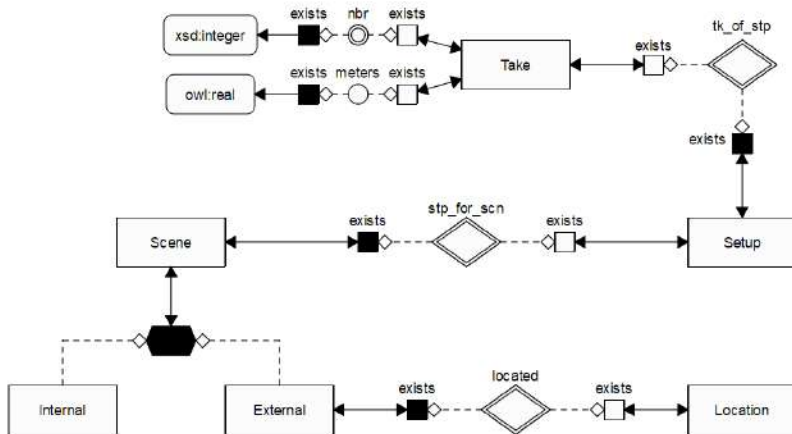 exists nbr exists
xsd:integer
tk_of_stp
exists
Take
exists meters exists
owl:real
exists
stp_for_scn
exists exists
Scene
Setup
located
exists exists
Internal
External
Location